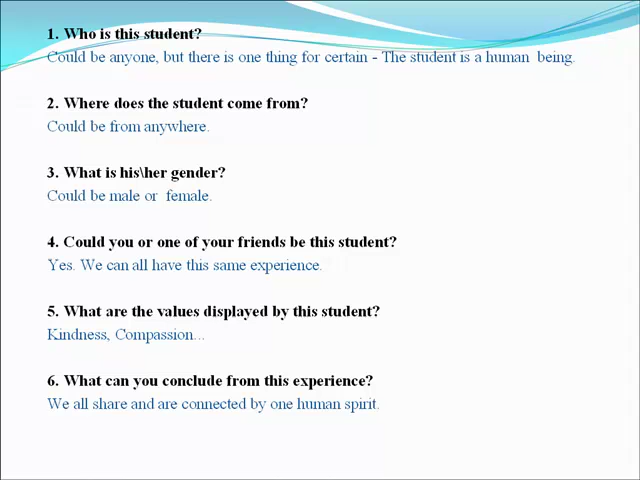 1. Who is this student?
Could be anyone, but there is one thing for certain - The student is a human being.
2. Where does the student come from?
Could be from anywhere.
3. What is his\her gender?
Could be male or female.
4. Could you or one of your friends be this student?
Yes. We can all have this same experience.
5. What are the values displayed by this student?
Kindness, Compassion...
6. What can you conclude from this experience?
We all share and are connected by one human spirit.